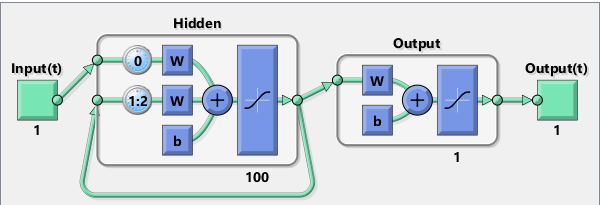 Hidden
Input(t)
0
W
1:2
W
+
b
1
100
Output
W
+
b
1
Output(t)
1